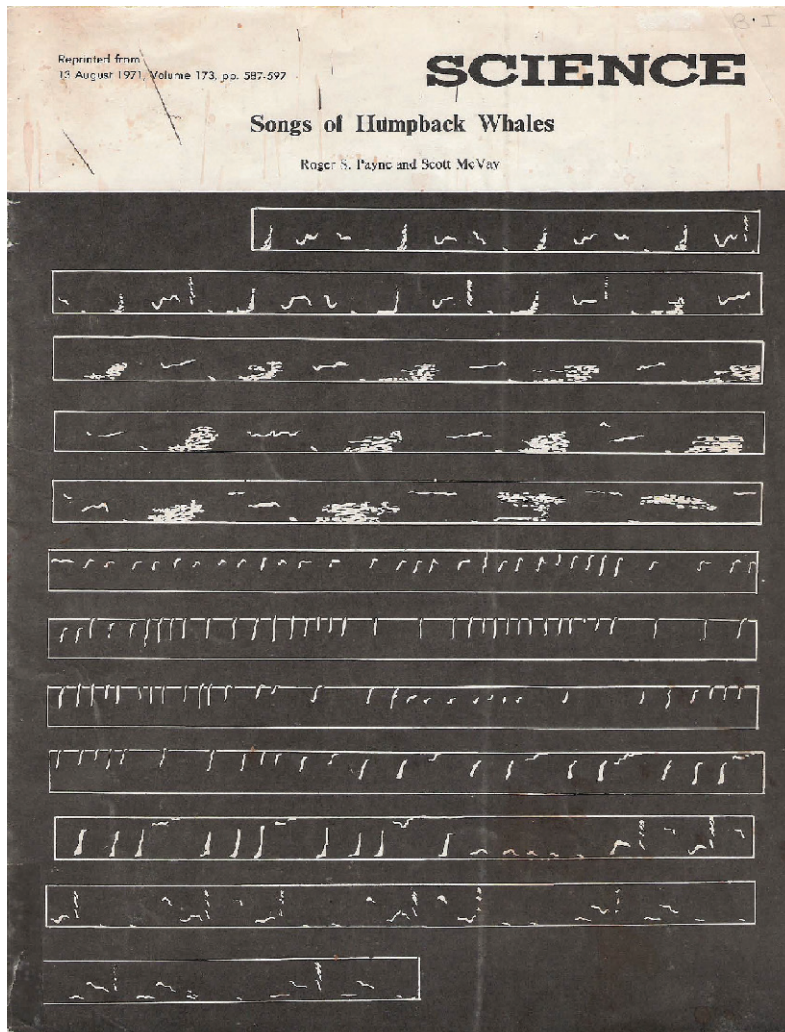 B·I
Reprinted from
13 August 1971, Volume 173, pp. 587-597
SCIENCE
Songs of Humpback Whales
Roger S. Payne and Scott McVay